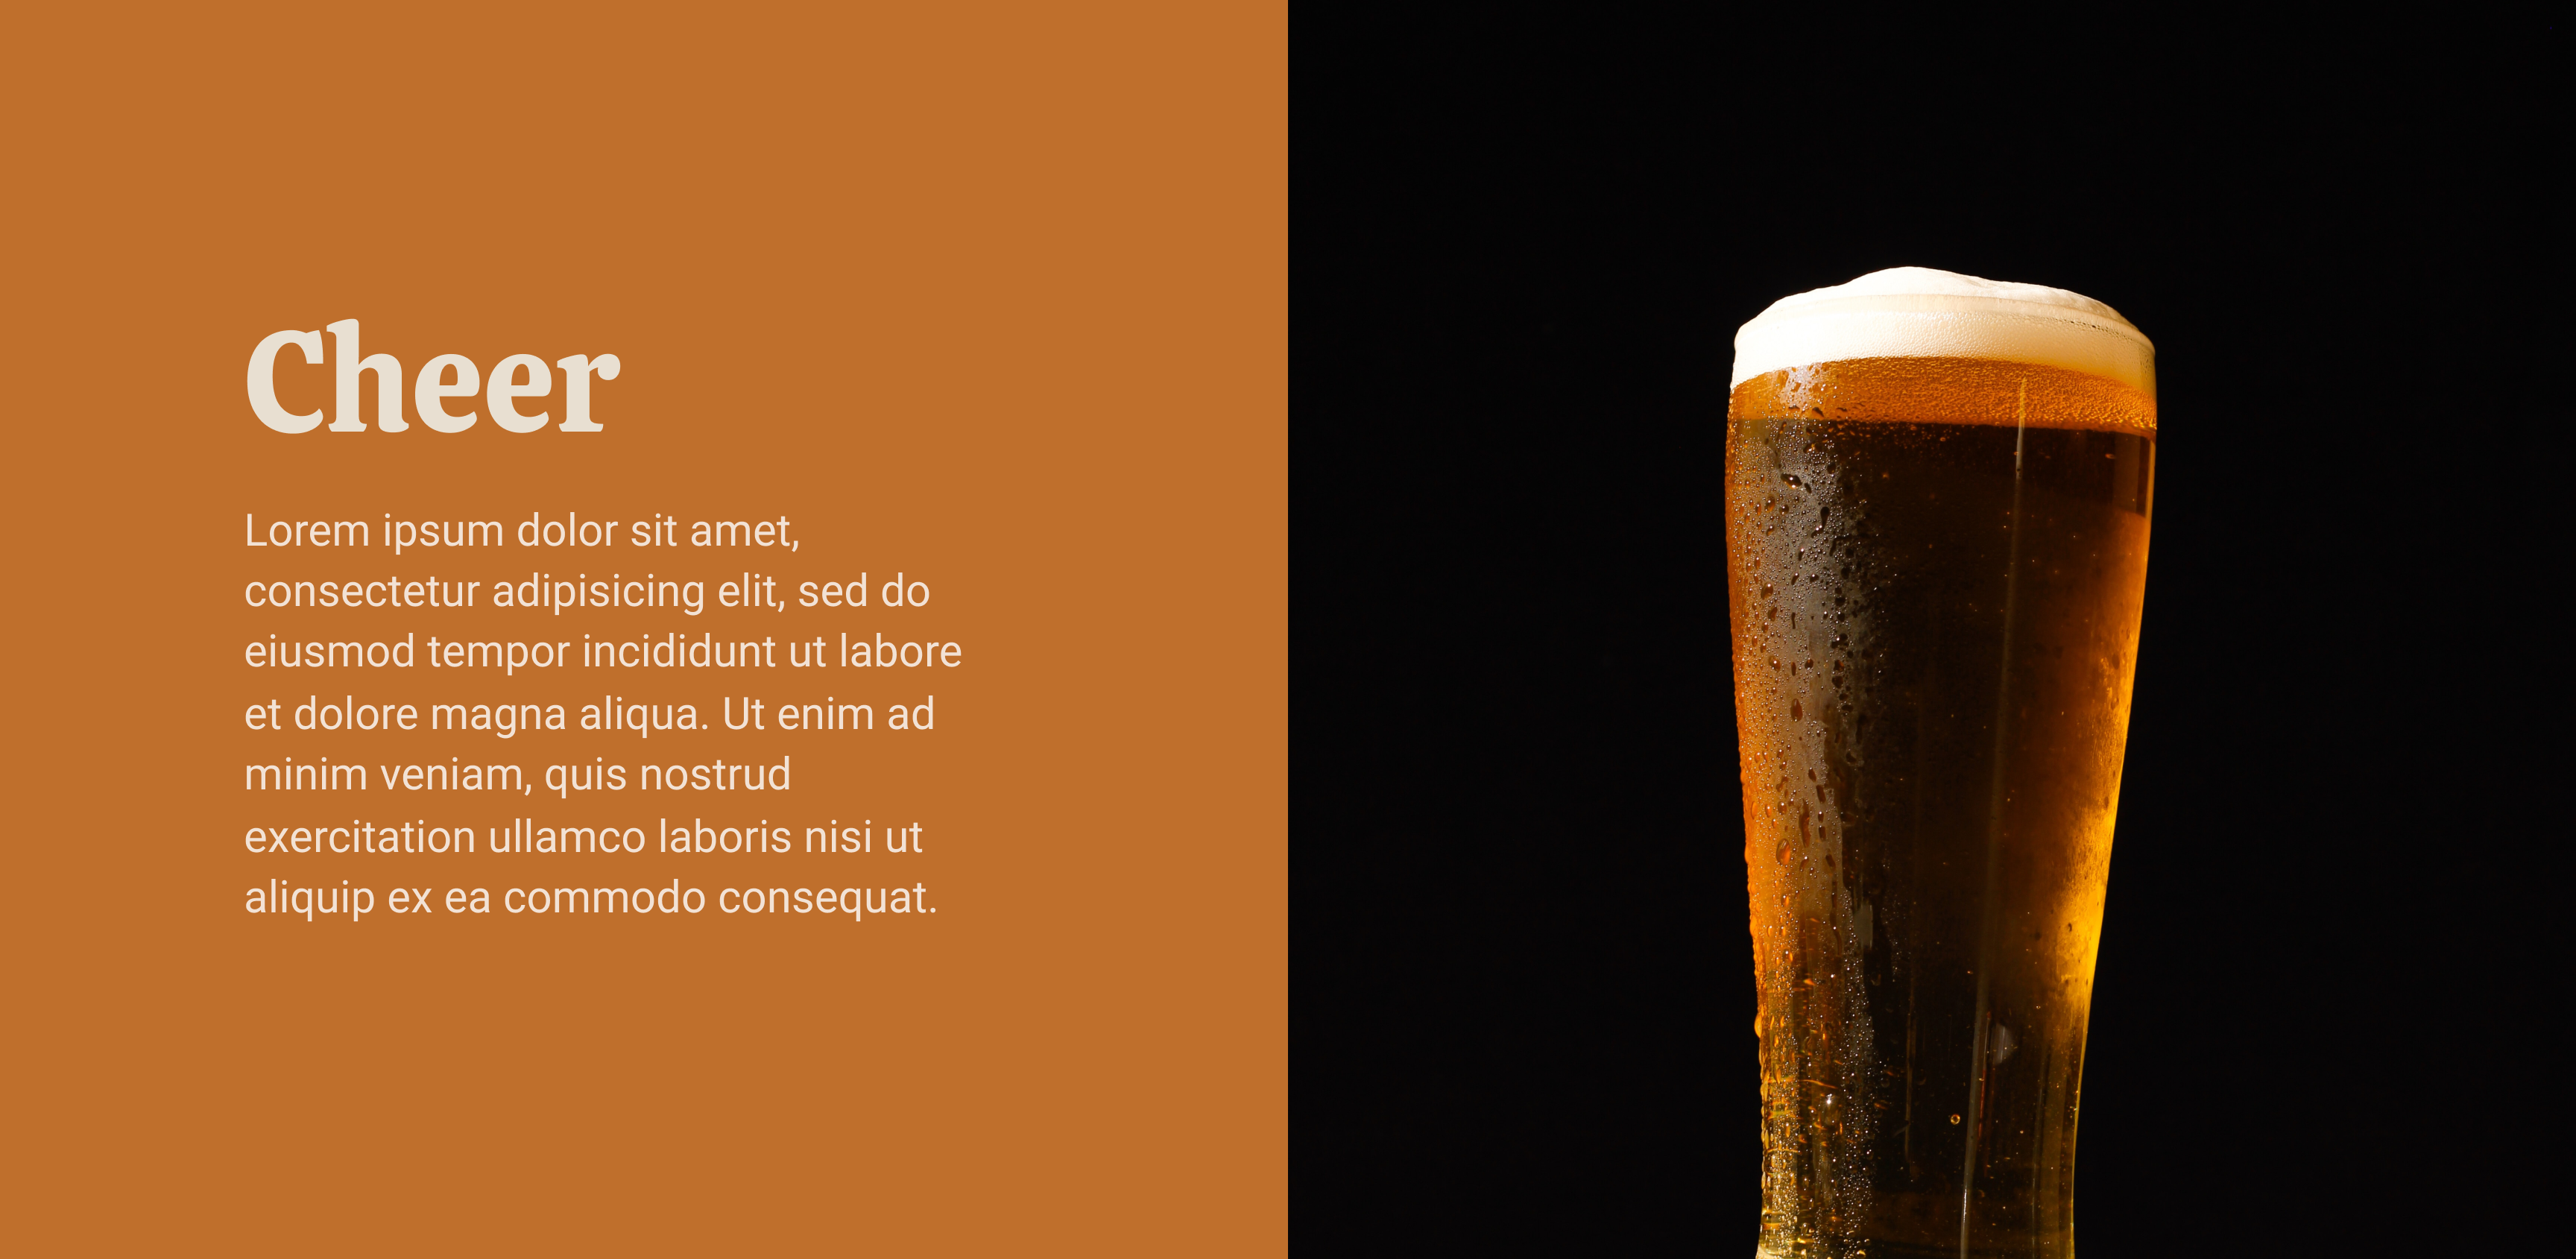 Cheer
Lorem ipsum dolor sit amet,
consectetur adipisicing elit, sed do
eiusmod tempor incididunt ut labore
et dolore magna aliqua. Ut enim ad
minim veniam, quis nostrud
exercitation ullamco laboris nisi ut
aliquip ex ea commodo consequat.